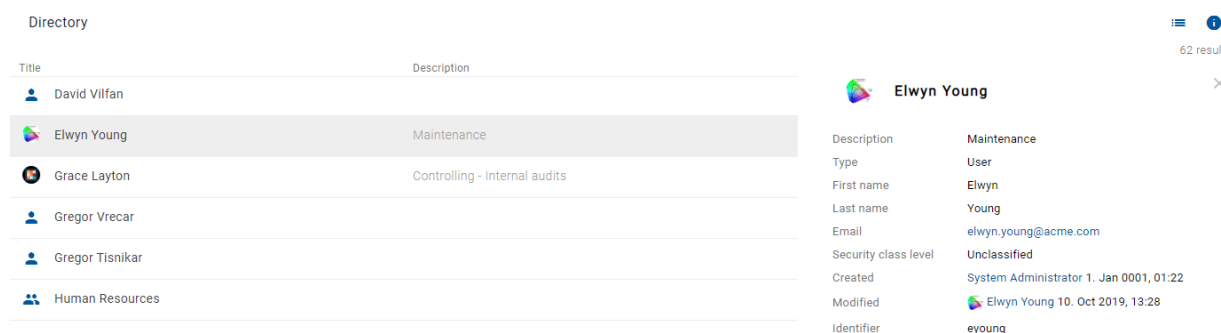 Directory
62 resul
Title Description
David Vilfan
Elwyn Young Maintenance
Grace Layton Controlling - Internal audits
Gregor Vrecar
Gregor Tisnikar
Human Resources
Elwyn Young
Description Maintenance
Type User
First name Elwyn
Last name Young
Email elwyn.young@acme.com
Security class level Unclassified
Created System Administrator 1. Jan 0001, 01:22
Modified Elwyn Young 10. Oct 2019, 13:28
Identifier eyoung